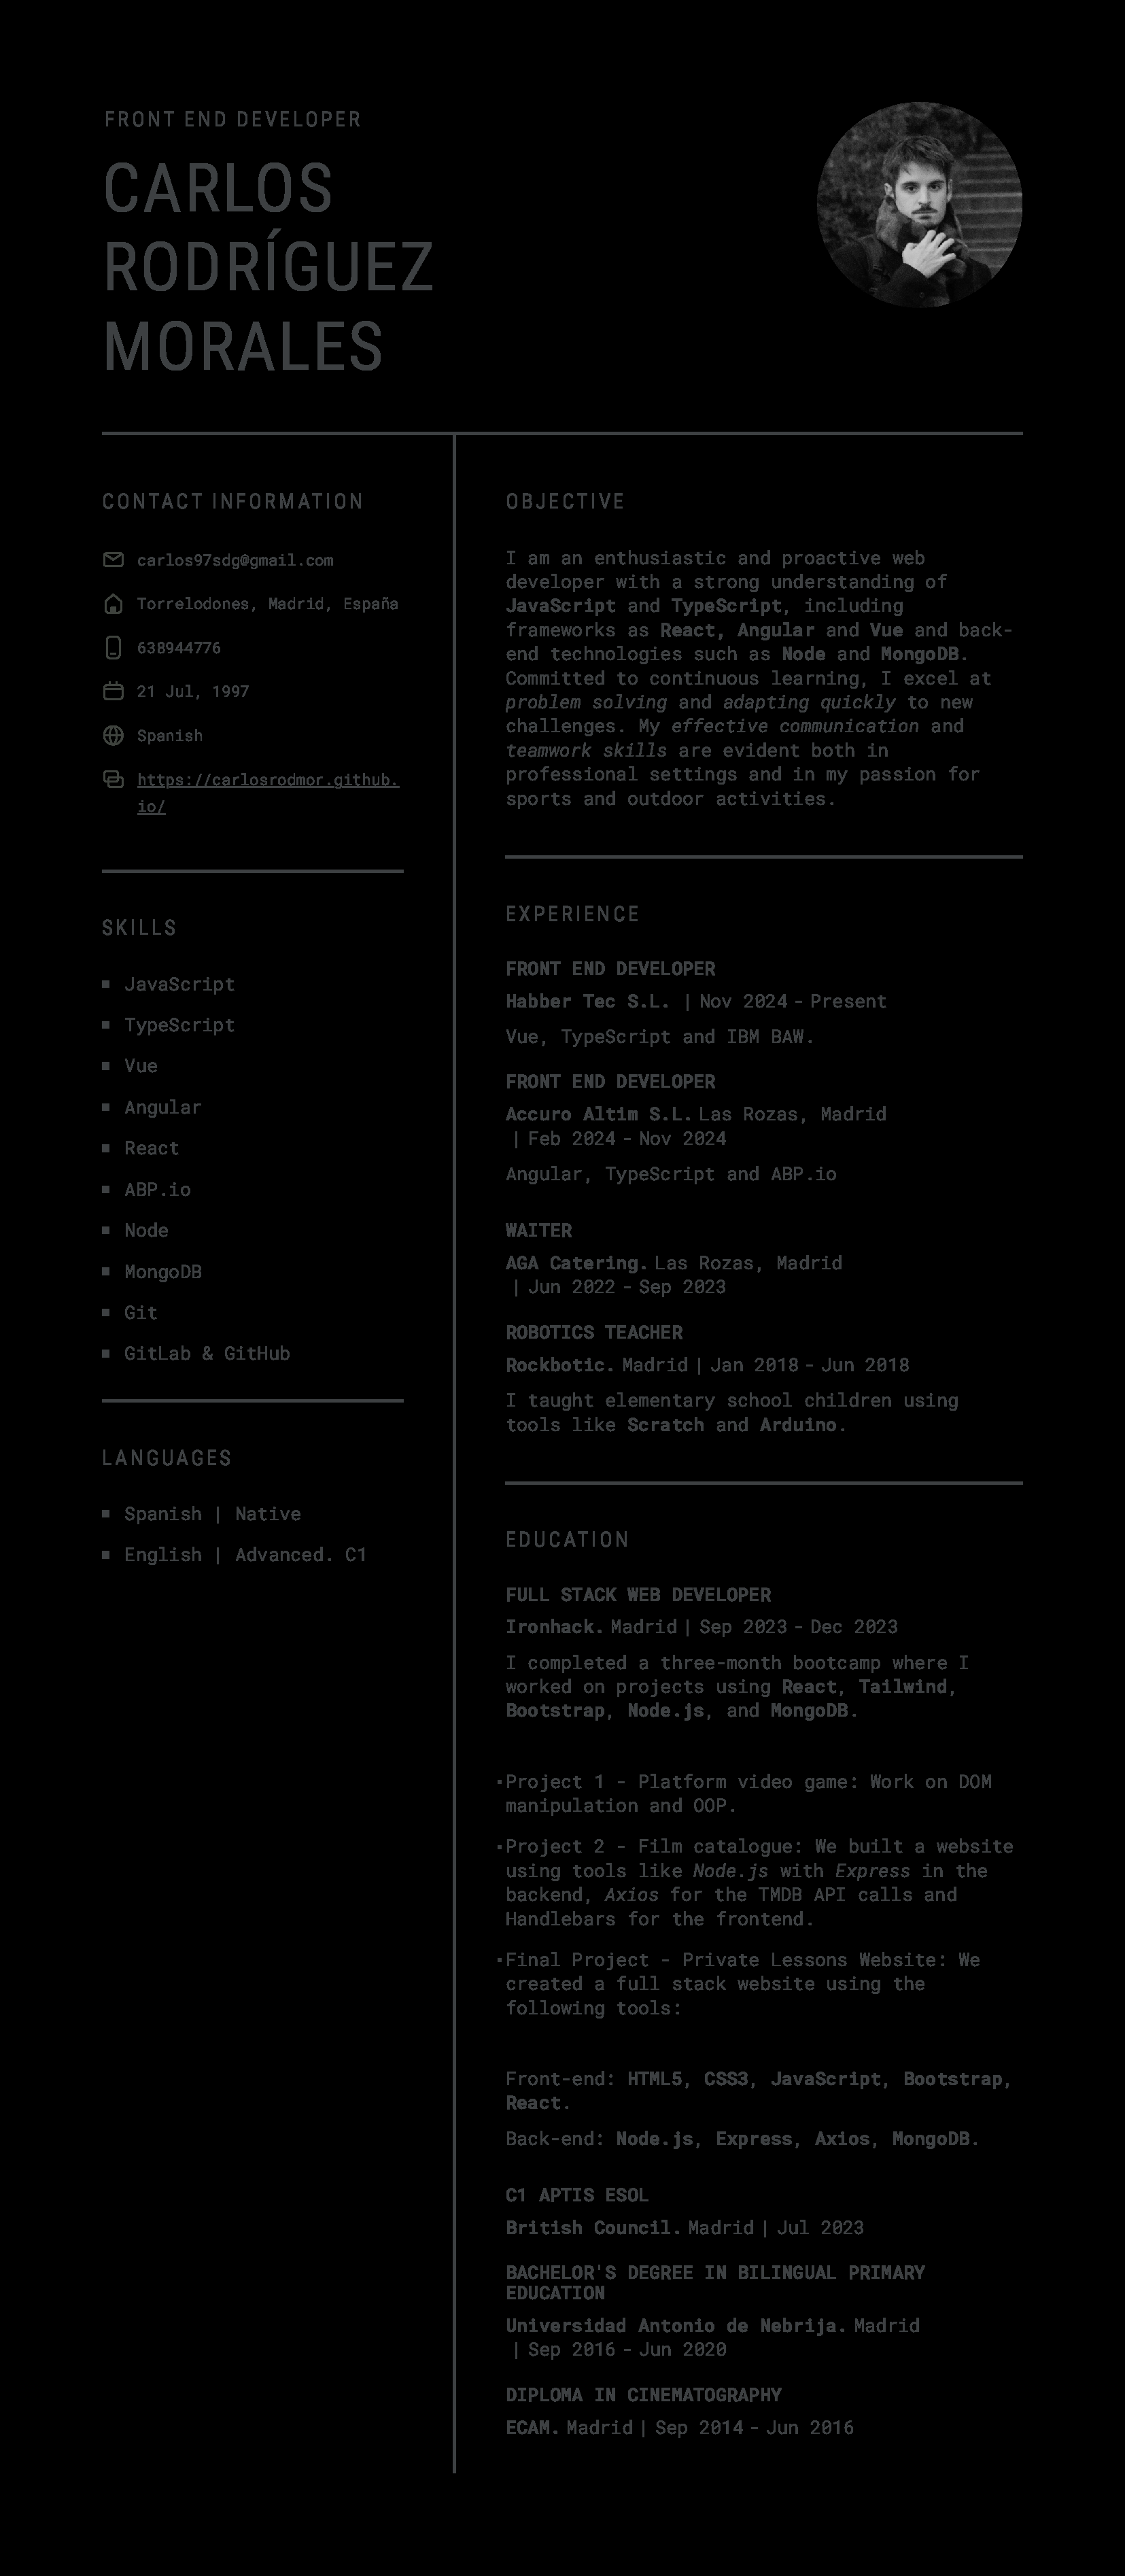 FRONT END DEVELOPER
CARLOS
RODRÍGUEZ
MORALES
CONTACT INFORMATION
carlos97sdg@gmail.com
Torrelodones, Madrid, España
638944776
21 Jul, 1997
Spanish
https://carlosrodmor.github.
io/
SKILLS
JavaScript
TypeScript
Vue
Angular
React
ABP.io
Node
MongoDB
Git
GitLab & GitHub
LANGUAGES
Spanish | Native
English | Advanced. C1
OBJECTIVE
I am an enthusiastic and proactive web
developer with a strong understanding of
JavaScript and TypeScript, including
frameworks as React, Angular and Vue and back-
end technologies such as Node and MongoDB.
Committed to continuous learning, I excel at
problem solving and adapting quickly to new
challenges. My effective communication and
teamwork skills are evident both in
professional settings and in my passion for
sports and outdoor activities.
EXPERIENCE
FRONT END DEVELOPER
Habber Tec S.L. | Nov 2024 - Present
Vue, TypeScript and IBM BAW.
FRONT END DEVELOPER
Accuro Altim S.L. Las Rozas, Madrid
| Feb 2024 - Nov 2024
Angular, TypeScript and ABP.io
WAITER
AGA Catering. Las Rozas, Madrid
| Jun 2022 - Sep 2023
ROBOTICS TEACHER
Rockbotic. Madrid | Jan 2018 - Jun 2018
I taught elementary school children using
tools like Scratch and Arduino.
EDUCATION
FULL STACK WEB DEVELOPER
Ironhack. Madrid | Sep 2023 - Dec 2023
I completed a three-month bootcamp where I
worked on projects using React, Tailwind,
Bootstrap, Node.js, and MongoDB.
▪Project 1 - Platform video game: Work on DOM
manipulation and OOP.
▪Project 2 - Film catalogue: We built a website
using tools like Node.js with Express in the
backend, Axios for the TMDB API calls and
Handlebars for the frontend.
▪Final Project - Private Lessons Website: We
created a full stack website using the
following tools:
Front-end: HTML5, CSS3, JavaScript, Bootstrap,
React.
Back-end: Node.js, Express, Axios, MongoDB.
C1 APTIS ESOL
British Council. Madrid | Jul 2023
BACHELOR'S DEGREE IN BILINGUAL PRIMARY
EDUCATION
Universidad Antonio de Nebrija. Madrid
| Sep 2016 - Jun 2020
DIPLOMA IN CINEMATOGRAPHY
ECAM. Madrid | Sep 2014 - Jun 2016